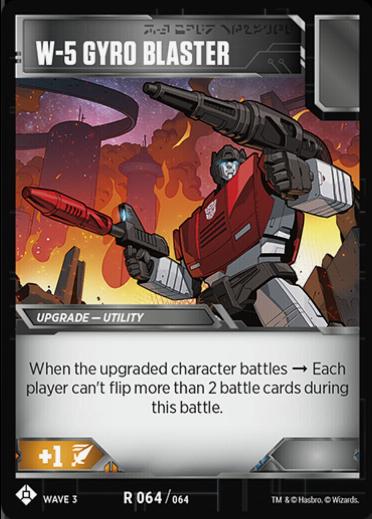 W-5 GYRO BLASTER
UPGRADE — UTILITY
When the upgraded character battles → Each
player can't flip more than 2 battle cards during
this battle.
+1
WAVE 3
R 064/064
TM & © Hasbro. © Wizards.